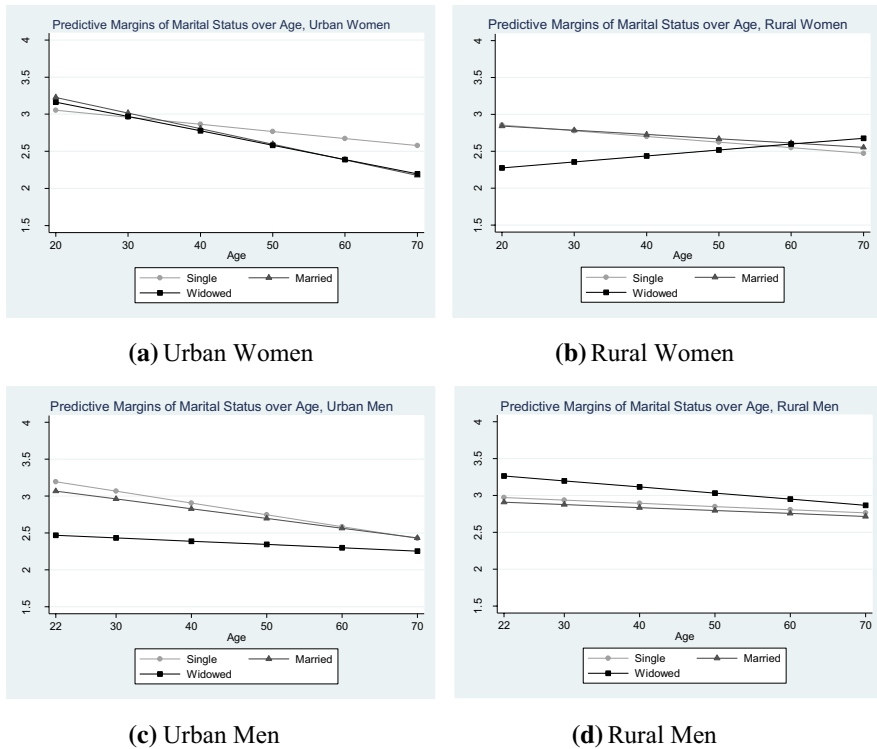 Predictive Margins of Marital Status over Age, Urban Women
4
3.5
3
2.5
2
1.5
20 30 40 50 60 70
Age
Single Married
Widowed
(a) Urban Women
Predictive Margins of Marital Status over Age, Rural Women
4
3.5
3
2.5
2
1.5
20 30 40 50 60 70
Age
Single Married
Widowed
(b) Rural Women
Predictive Margins of Marital Status over Age, Urban Men
4
3.5
3
2.5
2
1.5
22 30 40 50 60 70
Age
Single Married
Widowed
(c) Urban Men
Predictive Margins of Marital Status over Age, Rural Men
4
3.5
3
2.5
2
1.5
22 30 40 50 60 70
Age
Single Married
Widowed
(d) Rural Men